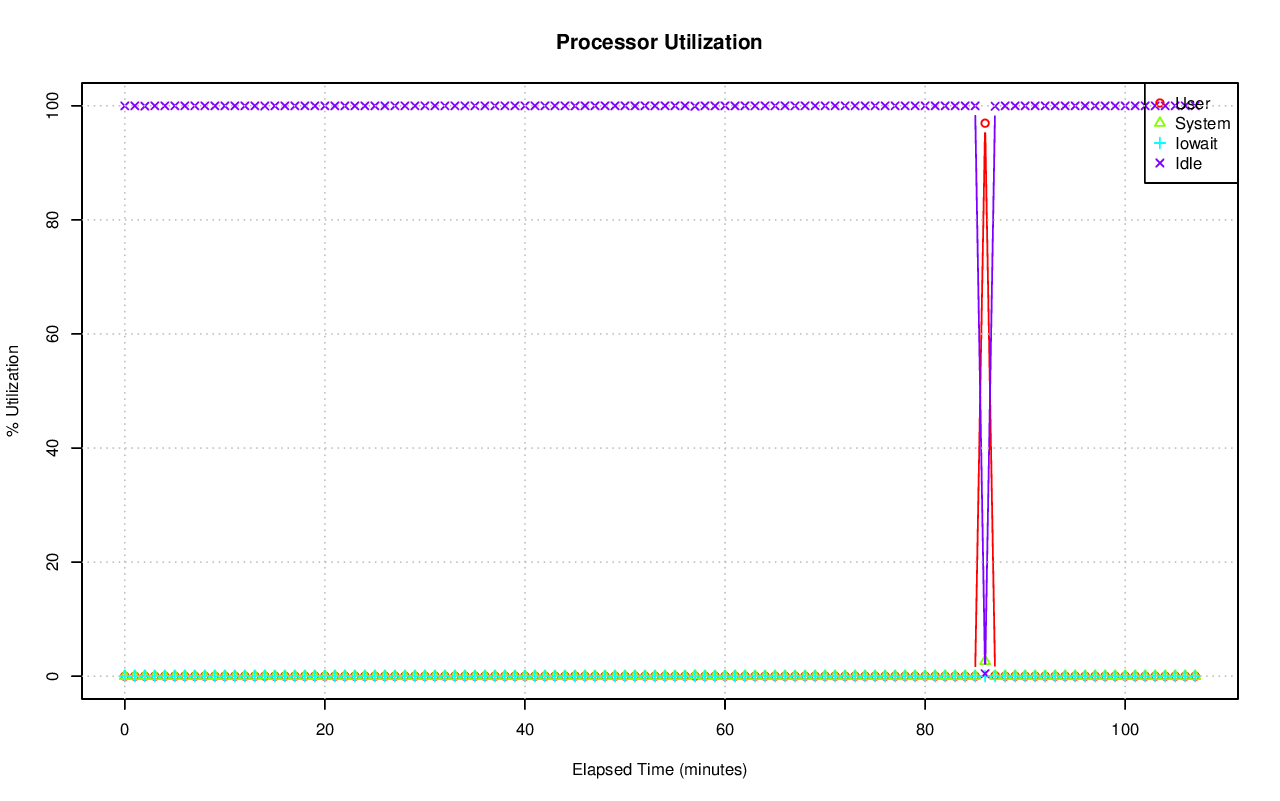 Processor Utilization
% Utilization
100
80
60
40
20
0
User
System
Iowait
Idle
0 20 40 60 80 100
Elapsed Time (minutes)